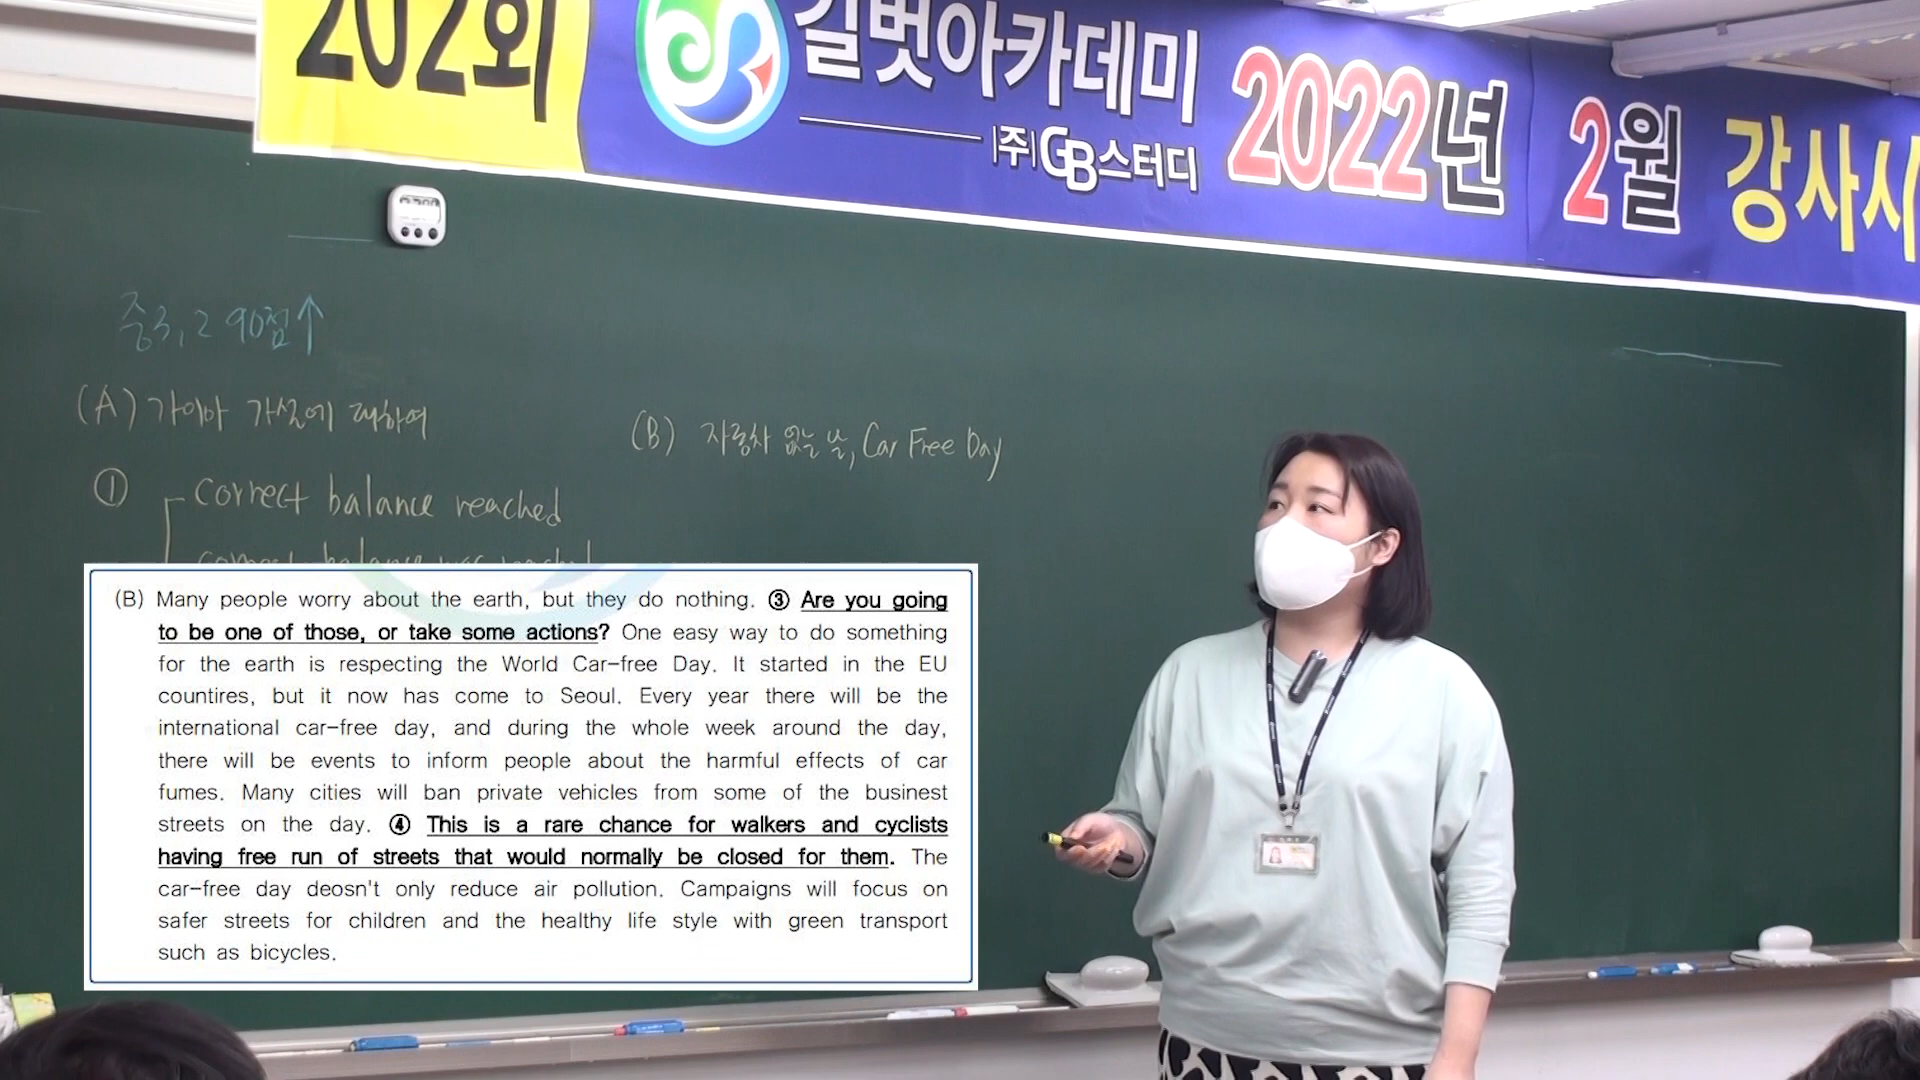 202회
길벗아카데미
(주)GB스터디
2022년 2월 강사시
중3, 2 90점↑
(A) 가이아 가설에 대하여
(B) 자동차 없는 날, Car Free Day
① correct balance reached
correct balance was
(B) Many people worry about the earth, but they do nothing. ③ Are you going
to be one of those, or take some actions? One easy way to do something
for the earth is respecting the World Car-free Day. It started in the EU
countires, but it now has come to Seoul. Every year there will be the
international car-free day, and during the whole week around the day,
there will be events to inform people about the harmful effects of car
fumes. Many cities will ban private vehicles from some of the businest
streets on the day. ④ This is a rare chance for walkers and cyclists
having free run of streets that would normally be closed for them. The
car-free day deosn't only reduce air pollution. Campaigns will focus on
safer streets for children and the healthy life style with green transport
such as bicycles.